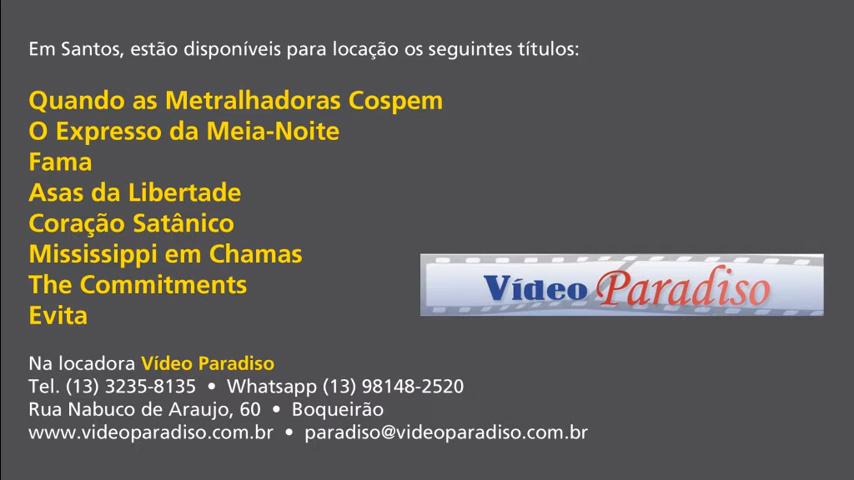 Em Santos, estão disponíveis para locação os seguintes títulos:
Quando as Metralhadoras Cospem
O Expresso da Meia-Noite
Fama
Asas da Libertade
Coração Satânico
Mississippi em Chamas
The Commitments
Evita
Vídeo Paradiso
Na locadora Vídeo Paradiso
Tel. (13) 3235-8135 • Whatsapp (13) 98148-2520
Rua Nabuco de Araujo, 60 • Boqueirão
www.videoparadiso.com.br • paradiso@videoparadiso.com.br